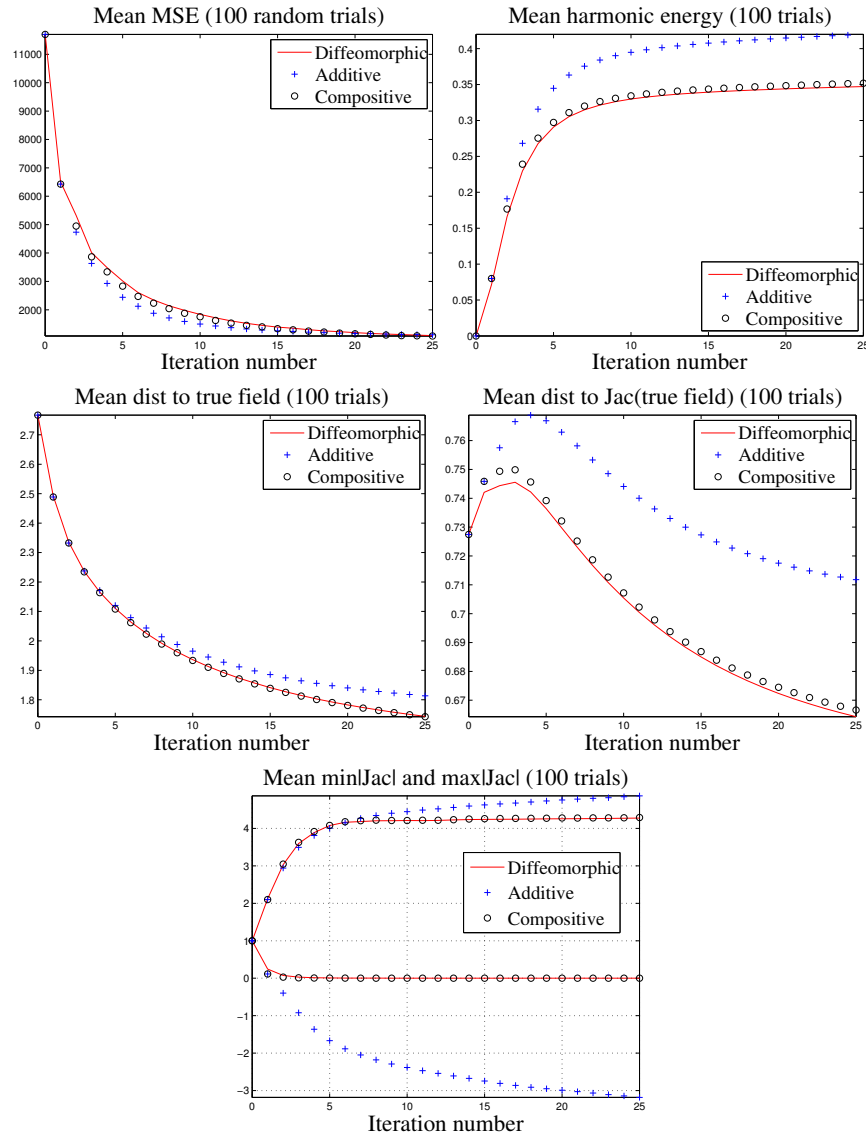 Mean MSE (100 random trials)
11000
10000
9000
8000
7000
6000
5000
4000
3000
2000
Diffeomorphic
Additive
Compositive
0 5 10 15 20 25
Iteration number
Mean harmonic energy (100 trials)
0.4
0.35
0.3
0.25
0.2
0.15
0.1
0.05
0
Diffeomorphic
Additive
Compositive
0 5 10 15 20 25
Iteration number
Mean dist to true field (100 trials)
2.7
2.6
2.5
2.4
2.3
2.2
2.1
2
1.9
1.8
Diffeomorphic
Additive
Compositive
0 5 10 15 20 25
Iteration number
Mean dist to Jac(true field) (100 trials)
0.76
0.75
0.74
0.73
0.72
0.71
0.7
0.69
0.68
0.67
Diffeomorphic
Additive
Compositive
0 5 10 15 20 25
Iteration number
Mean min|Jac| and max|Jac| (100 trials)
4
3
2
1
0
−1
−2
−3
Diffeomorphic
Additive
Compositive
0 5 10 15 20 25
Iteration number